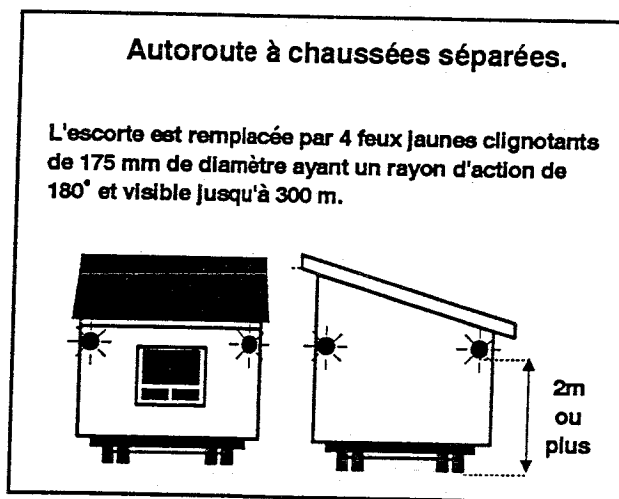 Autoroute à chaussées séparées.
L'escorte est remplacée par 4 feux jaunes clignotants
de 175 mm de diamètre ayant un rayon d'action de
180° et visible jusqu'à 300 m.
2m
ou
plus